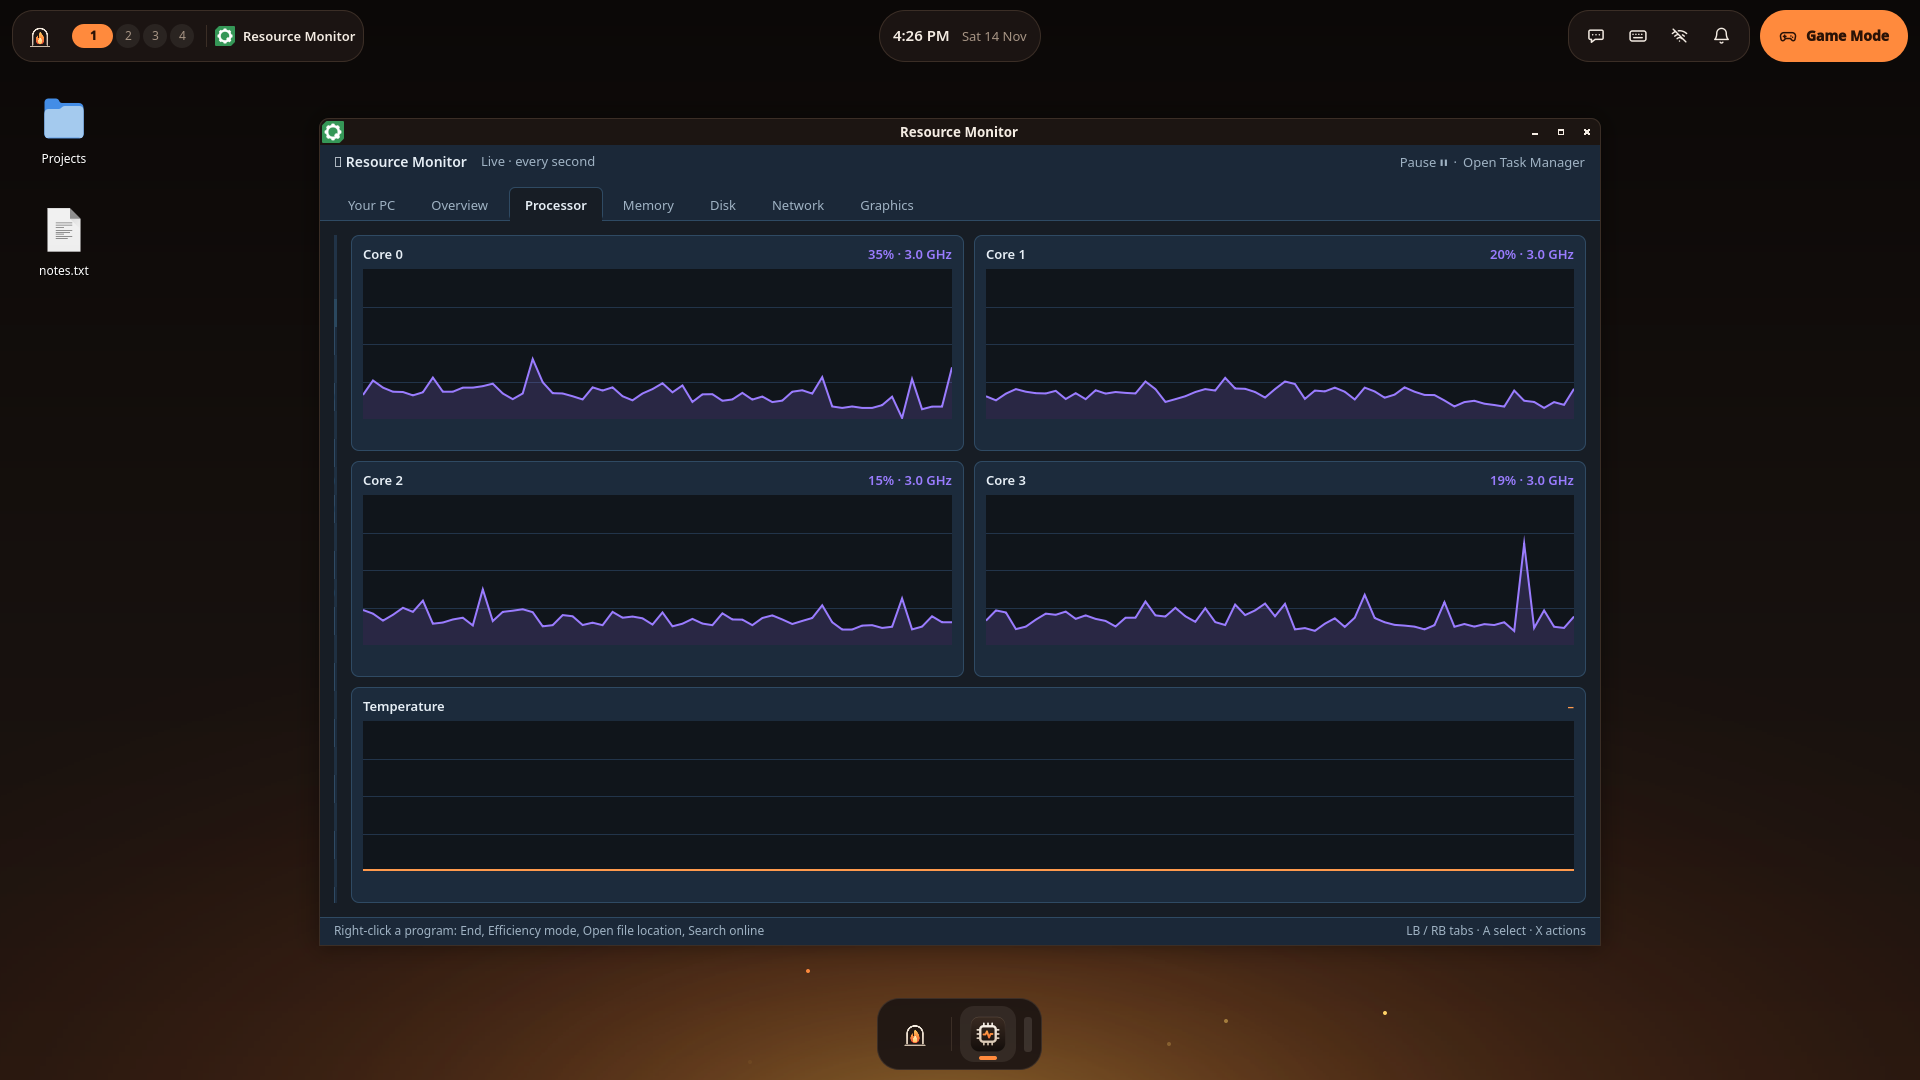 1 2 3 4 Resource Monitor
4:26 PM Sat 14 Nov
Game Mode
Projects
notes.txt
Resource Monitor
Resource Monitor Live · every second
Pause · Open Task Manager
Your PC Overview Processor Memory Disk Network Graphics
Core 0 35% · 3.0 GHz
Core 1 20% · 3.0 GHz
Core 2 15% · 3.0 GHz
Core 3 19% · 3.0 GHz
Temperature –
Right-click a program: End, Efficiency mode, Open file location, Search online
LB / RB tabs · A select · X actions